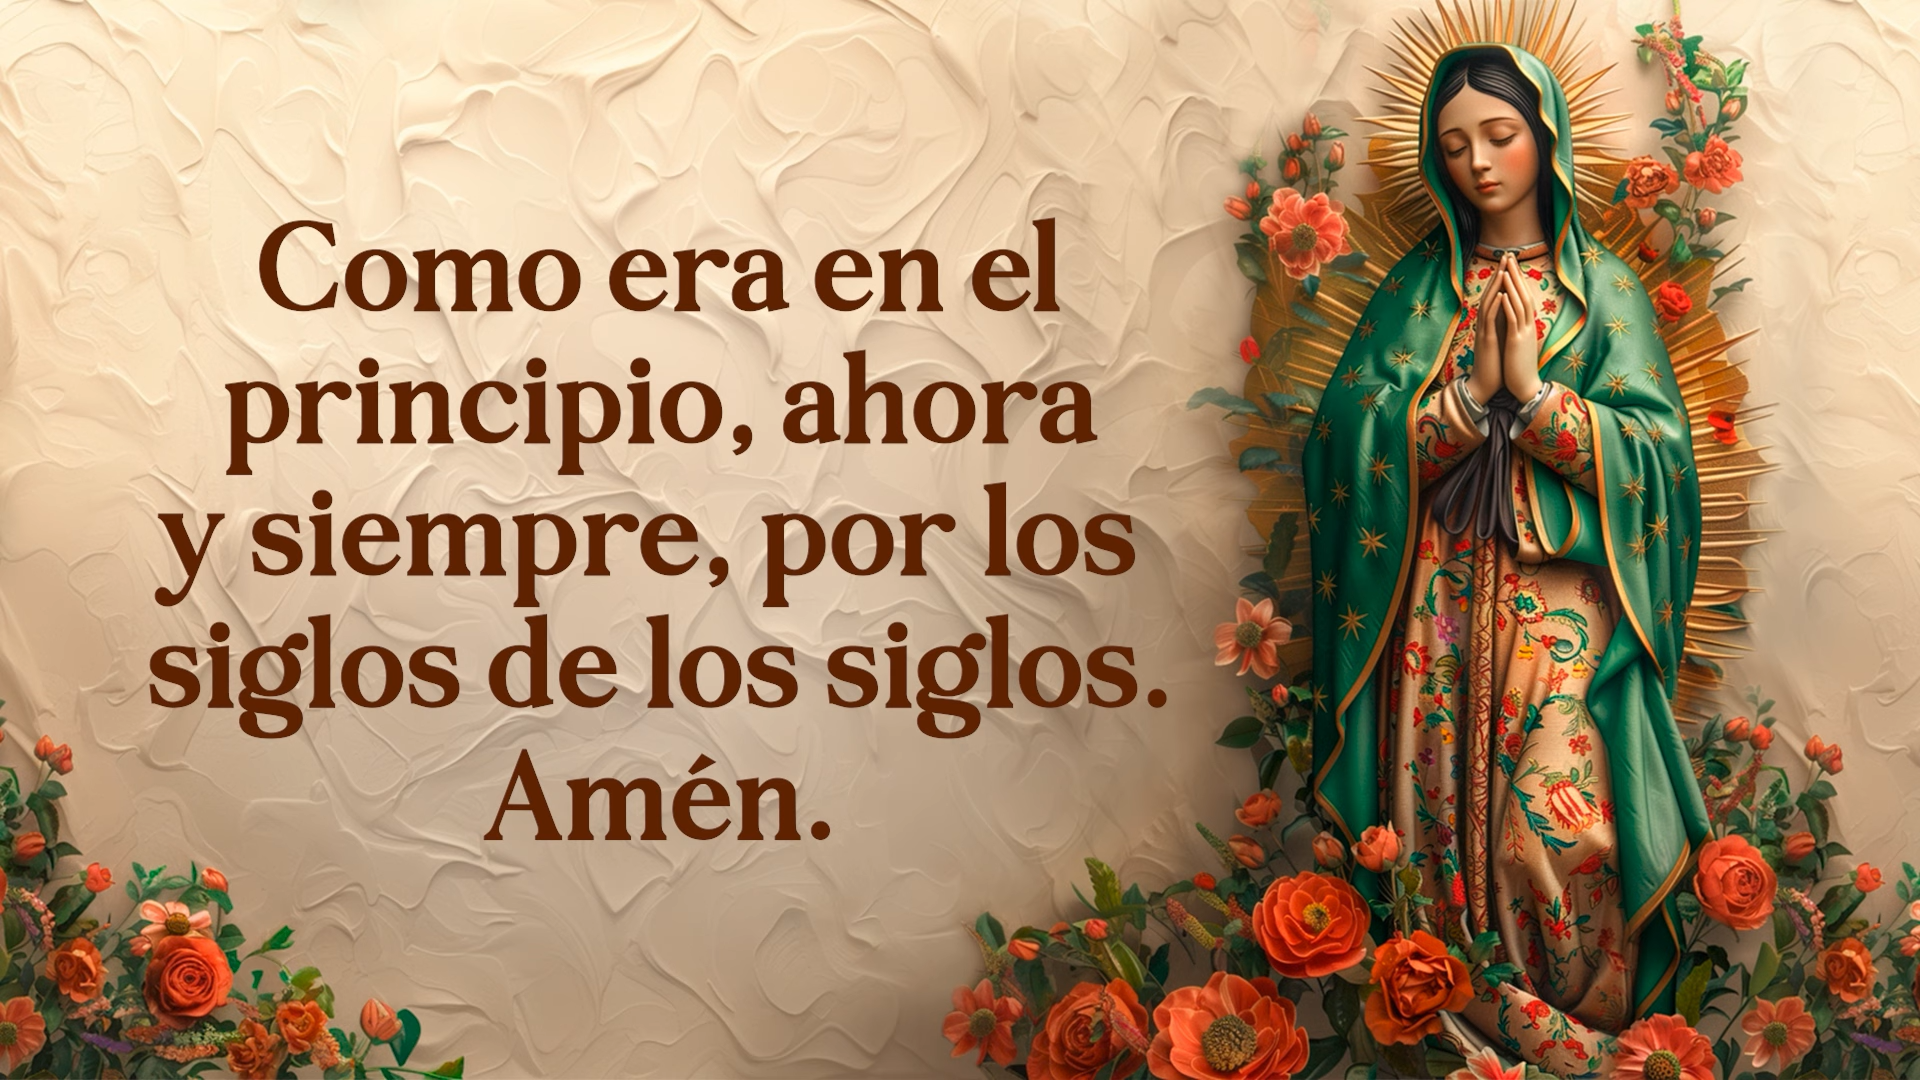 Como era en el
principio, ahora
y siempre, por los
siglos de los siglos.
Amén.